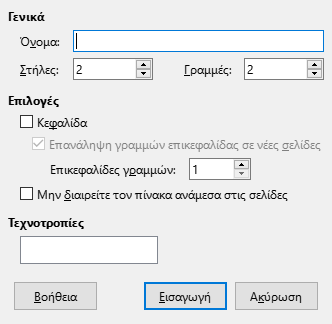 Γενικά
Όνομα:
Στήλες: 2 Γραμμές: 2
Επιλογές
Κεφαλίδα
Επανάληψη γραμμών επικεφαλίδας σε νέες σελίδες
Επικεφαλίδες γραμμών: 1
Μην διαιρείτε τον πίνακα ανάμεσα στις σελίδες
Τεχνοτροπίες
Βοήθεια Εισαγωγή Ακύρωση